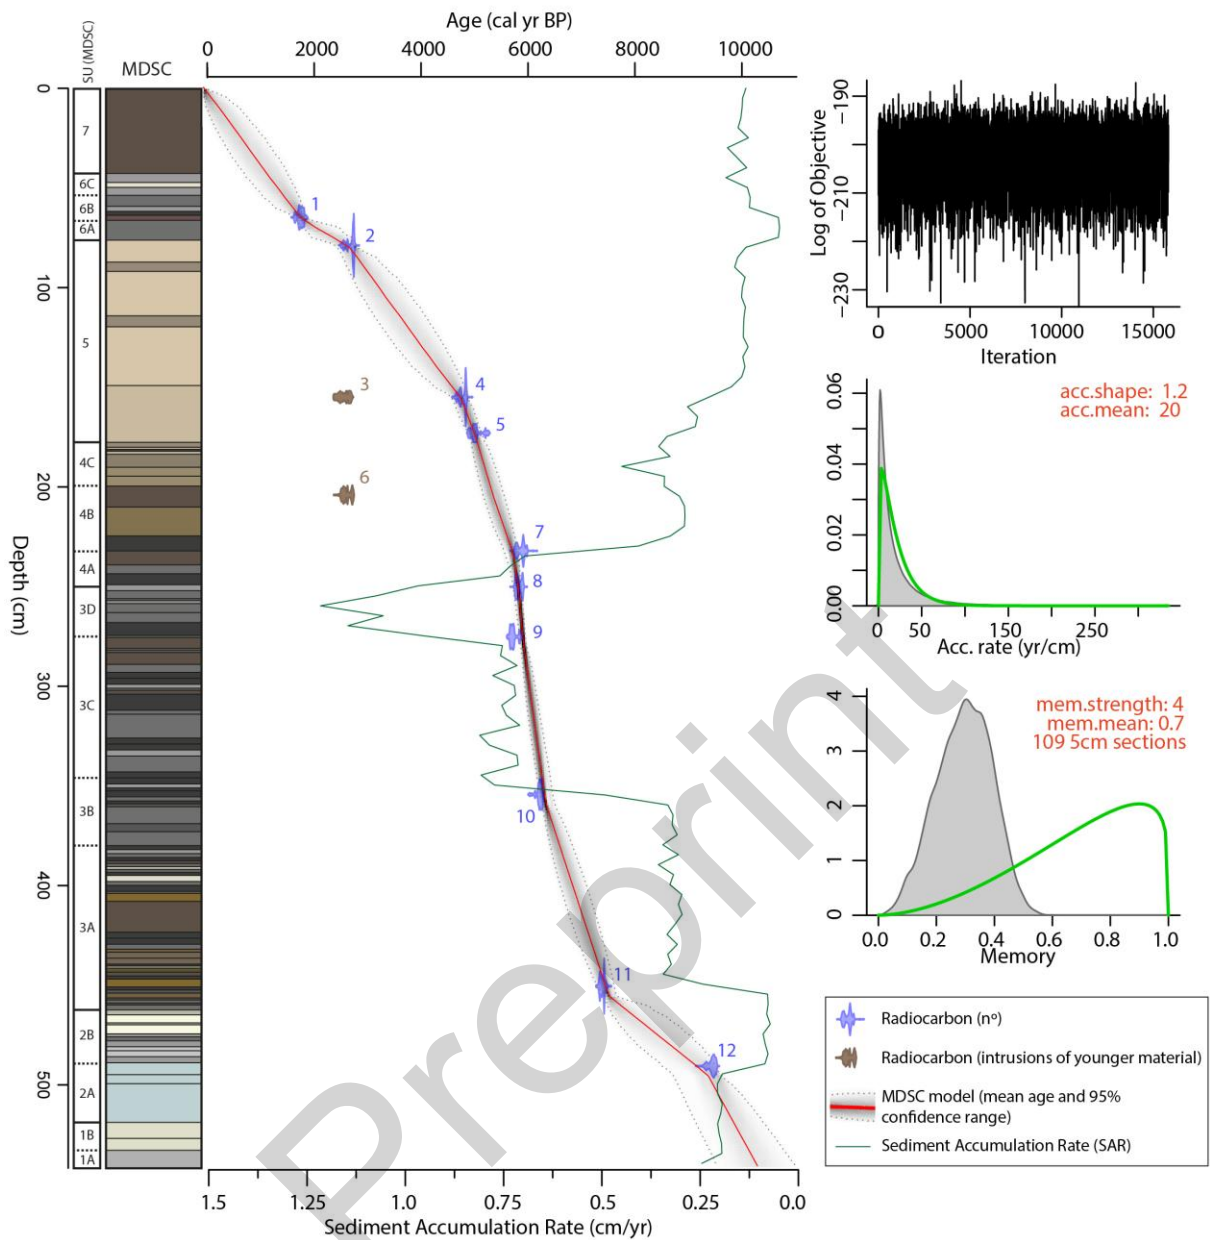 Age (cal yr BP)
0 2000 4000 6000 8000 10000
SU (MDSC)
MDSC
Depth (cm)
0
100
200
300
400
500
7
6C
6B
6A
5
4C
4B
4A
3D
3C
3B
3A
2B
2A
1B
1A
1
2
3
4
5
6
7
8
9
10
11
12
1.5 1.25 1.0 0.75 0.5 0.25 0.0
Sediment Accumulation Rate (cm/yr)
Log of Objective
−190
−210
−230
0 5000 10000 15000
Iteration
0.06
0.04
0.02
0.00
acc.shape: 1.2
acc.mean: 20
0 50 150 250
Acc. rate (yr/cm)
4
3
2
1
0
mem.strength: 4
mem.mean: 0.7
109 5cm sections
0.0 0.2 0.4 0.6 0.8 1.0
Memory
Radiocarbon (nº)
Radiocarbon (intrusions of younger material)
MDSC model (mean age and 95%
confidence range)
Sediment Accumulation Rate (SAR)
Preprint